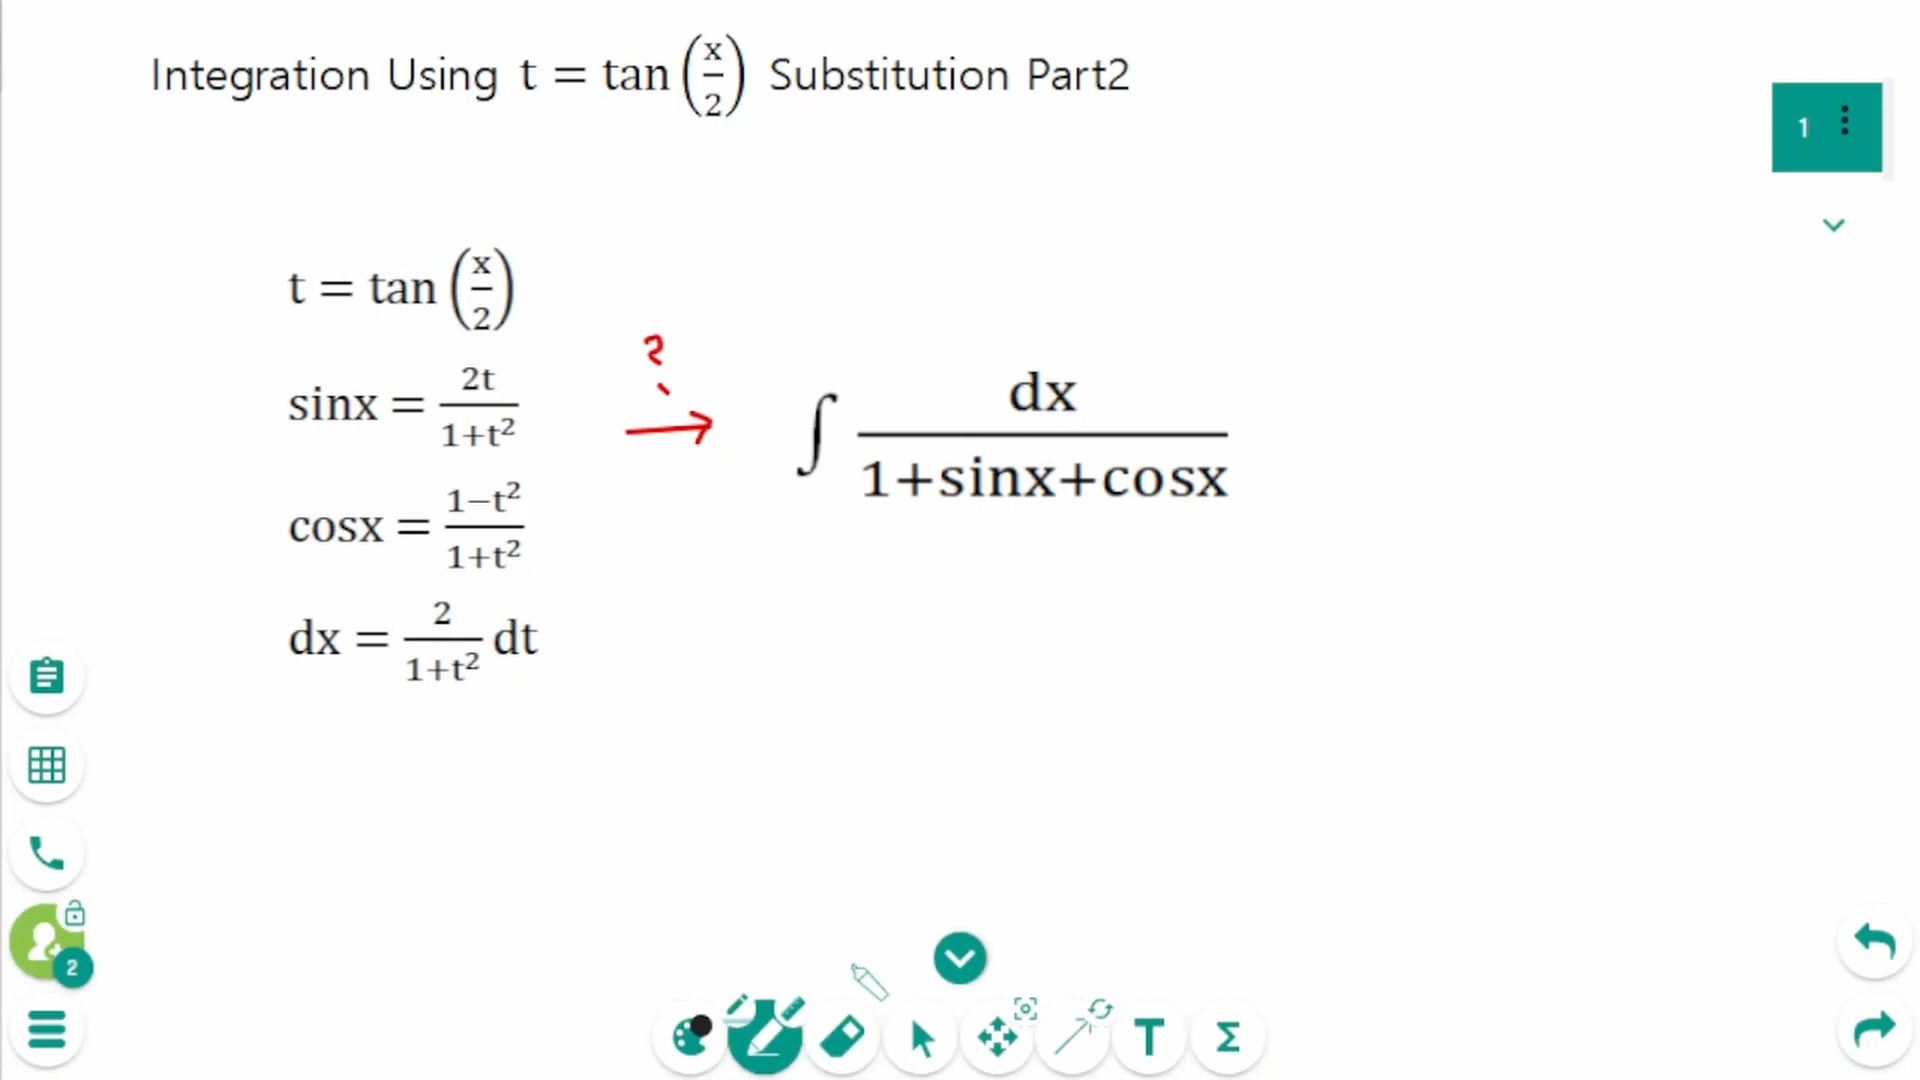 Integration Using t = tan(x/2) Substitution Part2
1
t = tan(x/2)
sinx = 2t/1+t²
cosx = 1−t²/1+t²
dx = 2/1+t² dt
?
∫ dx/1+sinx+cosx
2
T
Σ